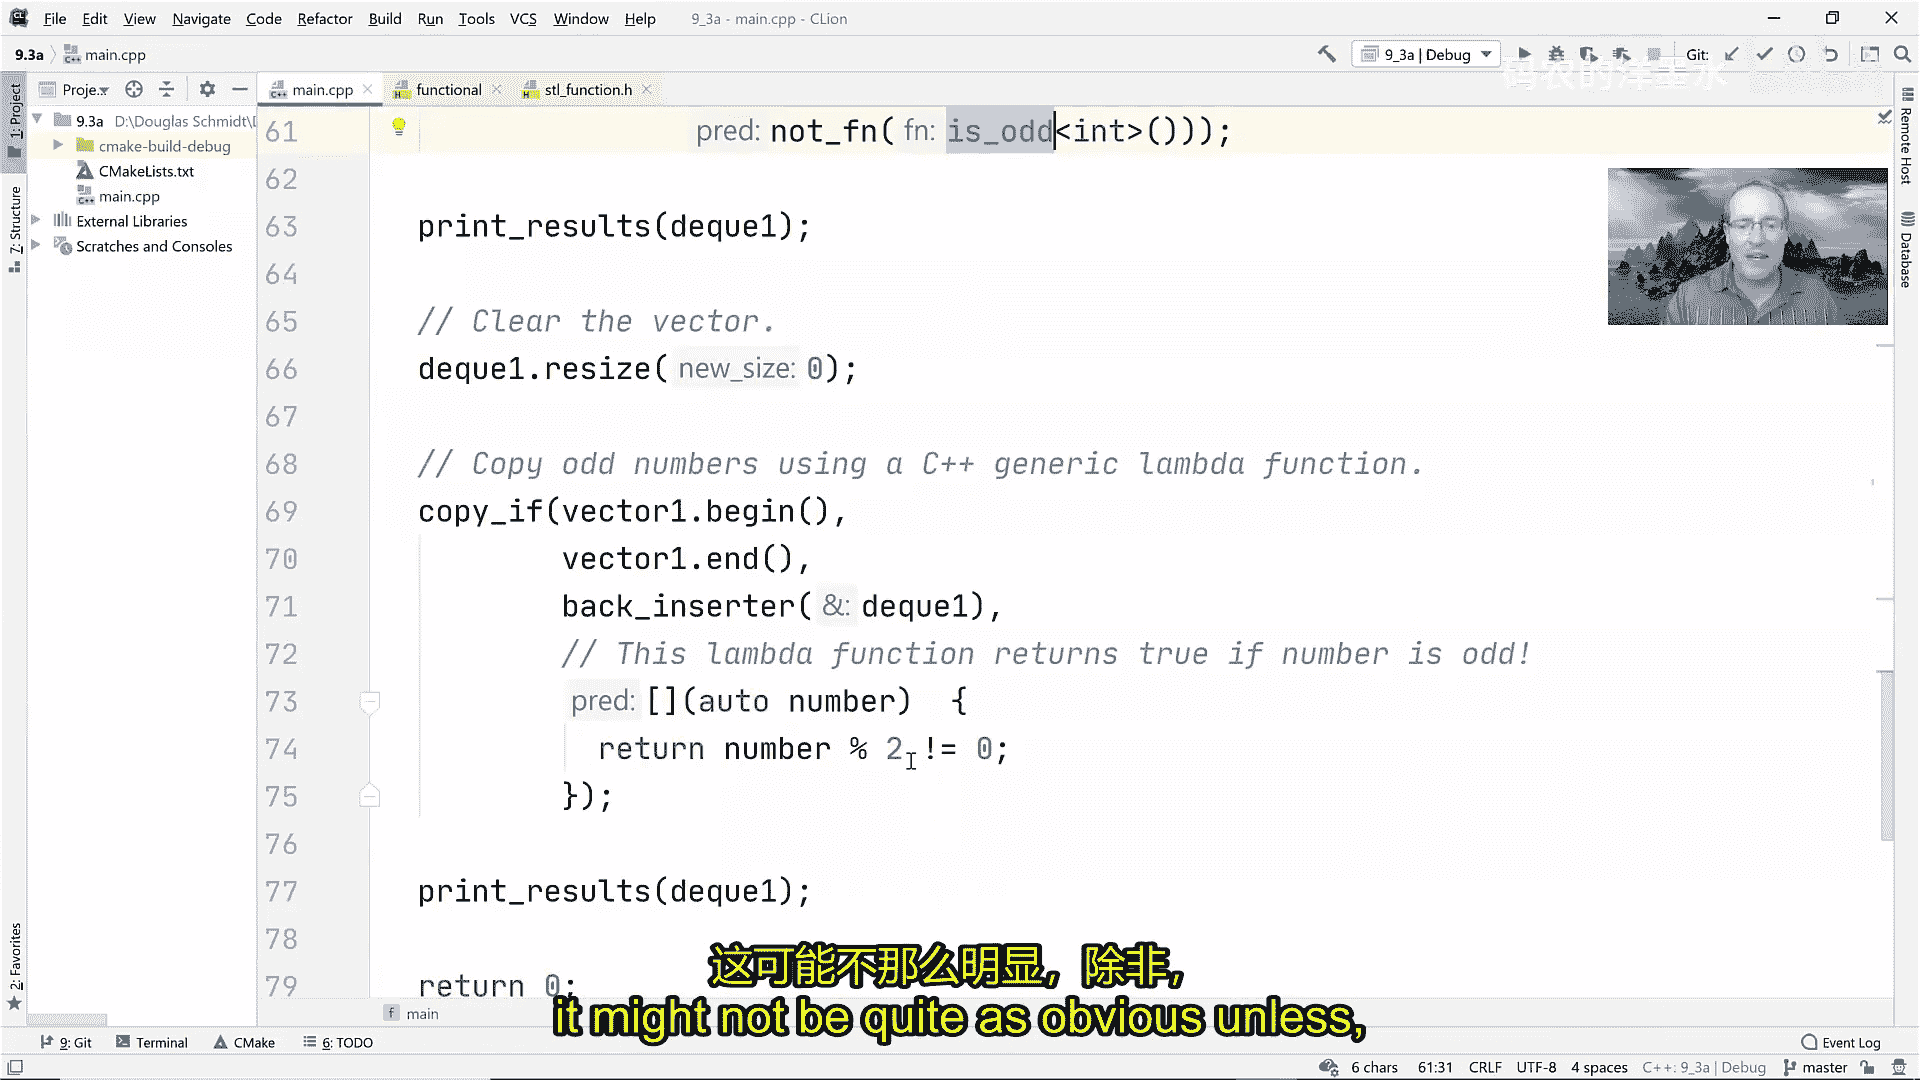 File Edit View Navigate Code Refactor Build Run Tools VCS Window Help 9_3a - main.cpp - CLion
9.3a main.cpp 9_3a | Debug Git:
码农的洋墨水
1: Project Proje... main.cpp functional stl_function.h
9.3a D:\Douglas Schmidt\
cmake-build-debug
CMakeLists.txt
main.cpp
External Libraries
Scratches and Consoles
7: Structure
2: Favorites
Remote Host
Database
61 pred: not_fn( fn: is_odd<int>()));
62
63 print_results(deque1);
64
65 // Clear the vector.
66 deque1.resize( new_size: 0);
67
68 // Copy odd numbers using a C++ generic lambda function.
69 copy_if(vector1.begin(),
70 vector1.end(),
71 back_inserter( &: deque1),
72 // This lambda function returns true if number is odd!
73 pred: [](auto number) {
74 return number % 2 != 0;
75 });
76
77 print_results(deque1);
78
79 return 0;
f main
这可能不那么明显，除非，
it might not be quite as obvious unless,
9: Git Terminal CMake 6: TODO Event Log
6 chars 61:31 CRLF UTF-8 4 spaces C++: 9_3a | Debug master